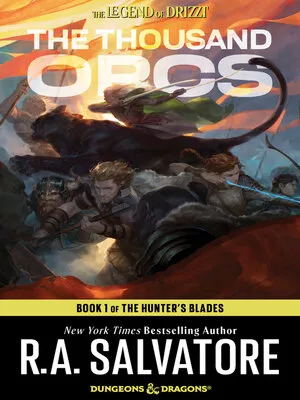 THE LEGEND OF DRIZZT®
THE THOUSAND
ORCS
BOOK 1 OF THE HUNTER'S BLADES
New York Times Bestselling Author
R.A. SALVATORE
DUNGEONS & DRAGONS®